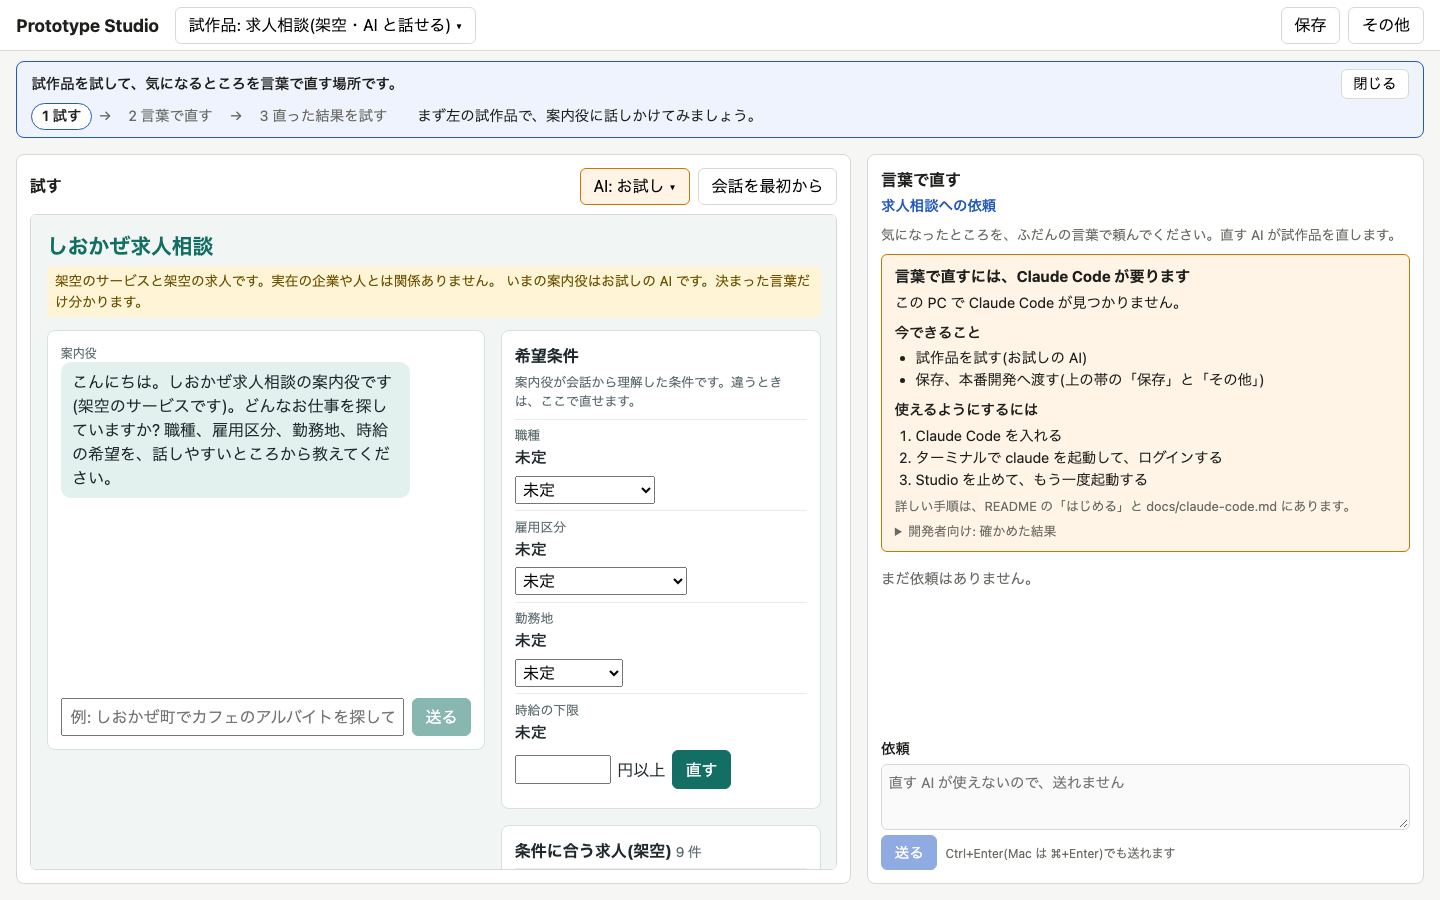 Prototype Studio
試作品: 求人相談(架空・AI と話せる) ▾
保存
その他
試作品を試して、気になるところを言葉で直す場所です。
閉じる
1 試す → 2 言葉で直す → 3 直った結果を試す まず左の試作品で、案内役に話しかけてみましょう。
試す
AI: お試し ▾
会話を最初から
しおかぜ求人相談
架空のサービスと架空の求人です。実在の企業や人とは関係ありません。 いまの案内役はお試しの AI です。決まった言葉だ
け分かります。
案内役
こんにちは。しおかぜ求人相談の案内役です
(架空のサービスです)。どんなお仕事を探し
ていますか? 職種、雇用区分、勤務地、時給
の希望を、話しやすいところから教えてくだ
さい。
例: しおかぜ町でカフェのアルバイトを探して
送る
希望条件
案内役が会話から理解した条件です。違うとき
は、ここで直せます。
職種
未定
未定
雇用区分
未定
未定
勤務地
未定
未定
時給の下限
未定
円以上 直す
条件に合う求人(架空) 9 件
言葉で直す
求人相談への依頼
気になったところを、ふだんの言葉で頼んでください。直す AI が試作品を直します。
言葉で直すには、Claude Code が要ります
この PC で Claude Code が見つかりません。
今できること
• 試作品を試す(お試しの AI)
• 保存、本番開発へ渡す(上の帯の「保存」と「その他」)
使えるようにするには
1. Claude Code を入れる
2. ターミナルで claude を起動して、ログインする
3. Studio を止めて、もう一度起動する
詳しい手順は、README の「はじめる」と docs/claude-code.md にあります。
▶ 開発者向け: 確かめた結果
まだ依頼はありません。
依頼
直す AI が使えないので、送れません
送る
Ctrl+Enter(Mac は ⌘+Enter)でも送れます